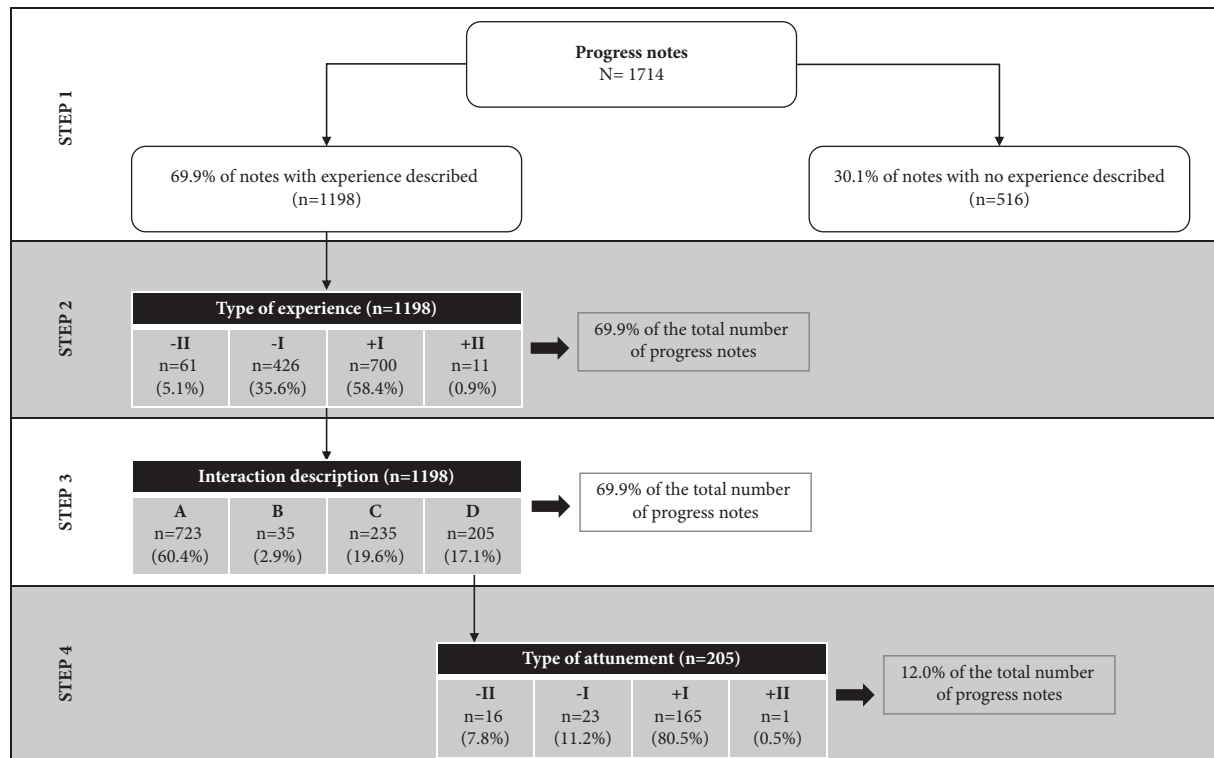 STEP 1
Progress notes
N= 1714
69.9% of notes with experience described
(n=1198)
30.1% of notes with no experience described
(n=516)
STEP 2
Type of experience (n=1198)
-II
n=61
(5.1%)
-I
n=426
(35.6%)
+I
n=700
(58.4%)
+II
n=11
(0.9%)
69.9% of the total number
of progress notes
STEP 3
Interaction description (n=1198)
A
n=723
(60.4%)
B
n=35
(2.9%)
C
n=235
(19.6%)
D
n=205
(17.1%)
69.9% of the total number
of progress notes
STEP 4
Type of attunement (n=205)
-II
n=16
(7.8%)
-I
n=23
(11.2%)
+I
n=165
(80.5%)
+II
n=1
(0.5%)
12.0% of the total number
of progress notes